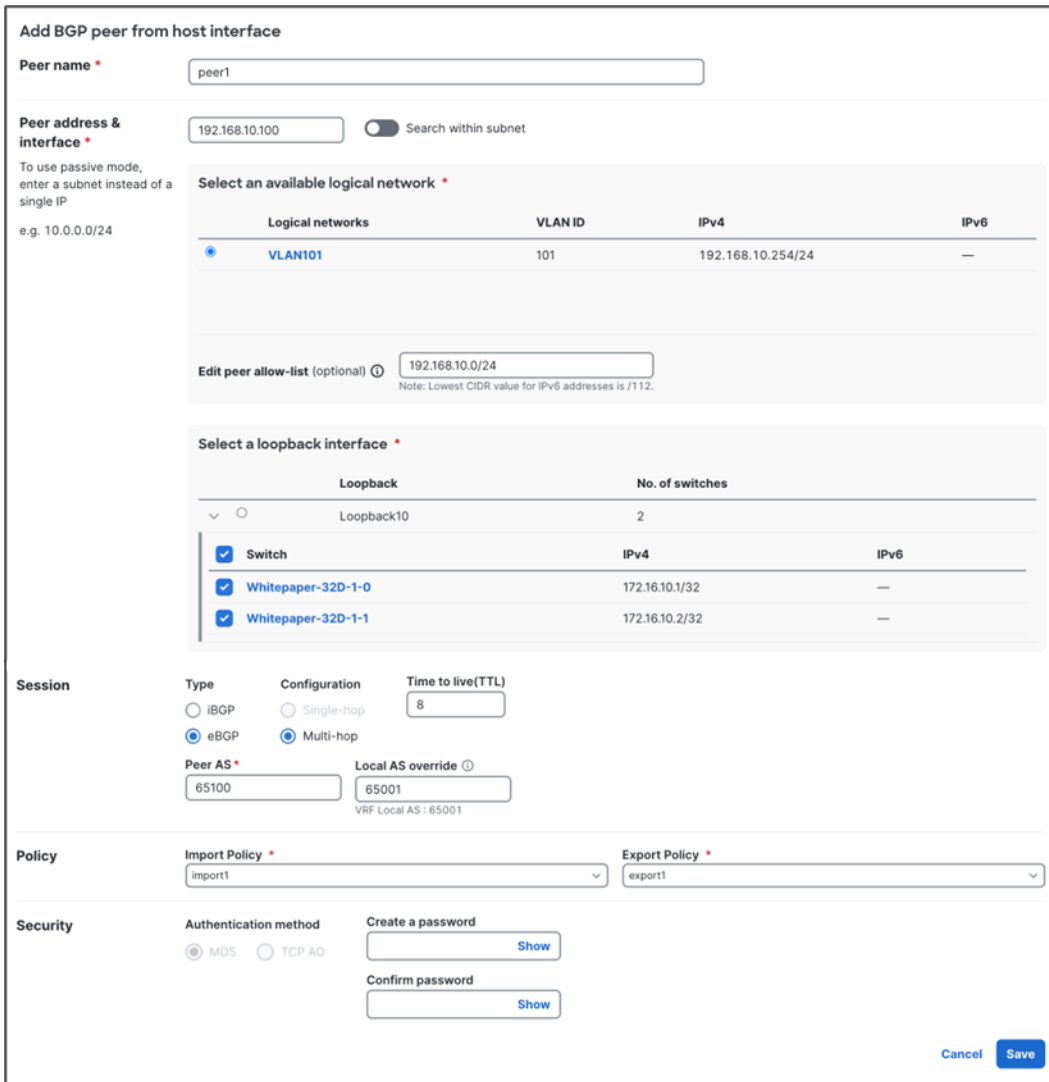 Add BGP peer from host interface
Peer name *
peer1
Peer address &
interface *
192.168.10.100
Search within subnet
To use passive mode,
enter a subnet instead of a
single IP
e.g. 10.0.0.0/24
Select an available logical network *
Logical networks VLAN ID IPv4 IPv6
VLAN101 101 192.168.10.254/24 —
Edit peer allow-list (optional)
192.168.10.0/24
Note: Lowest CIDR value for IPv6 addresses is /112.
Select a loopback interface *
Loopback No. of switches
Loopback10 2
Switch IPv4 IPv6
Whitepaper-32D-1-0 172.16.10.1/32 —
Whitepaper-32D-1-1 172.16.10.2/32 —
Session
Type Configuration Time to live(TTL)
iBGP Single-hop 8
eBGP Multi-hop
Peer AS* Local AS override
65100 65001
VRF Local AS : 65001
Policy
Import Policy * Export Policy *
import1 export1
Security
Authentication method Create a password
MD5 TCP AO Show
Confirm password
Show
Cancel Save